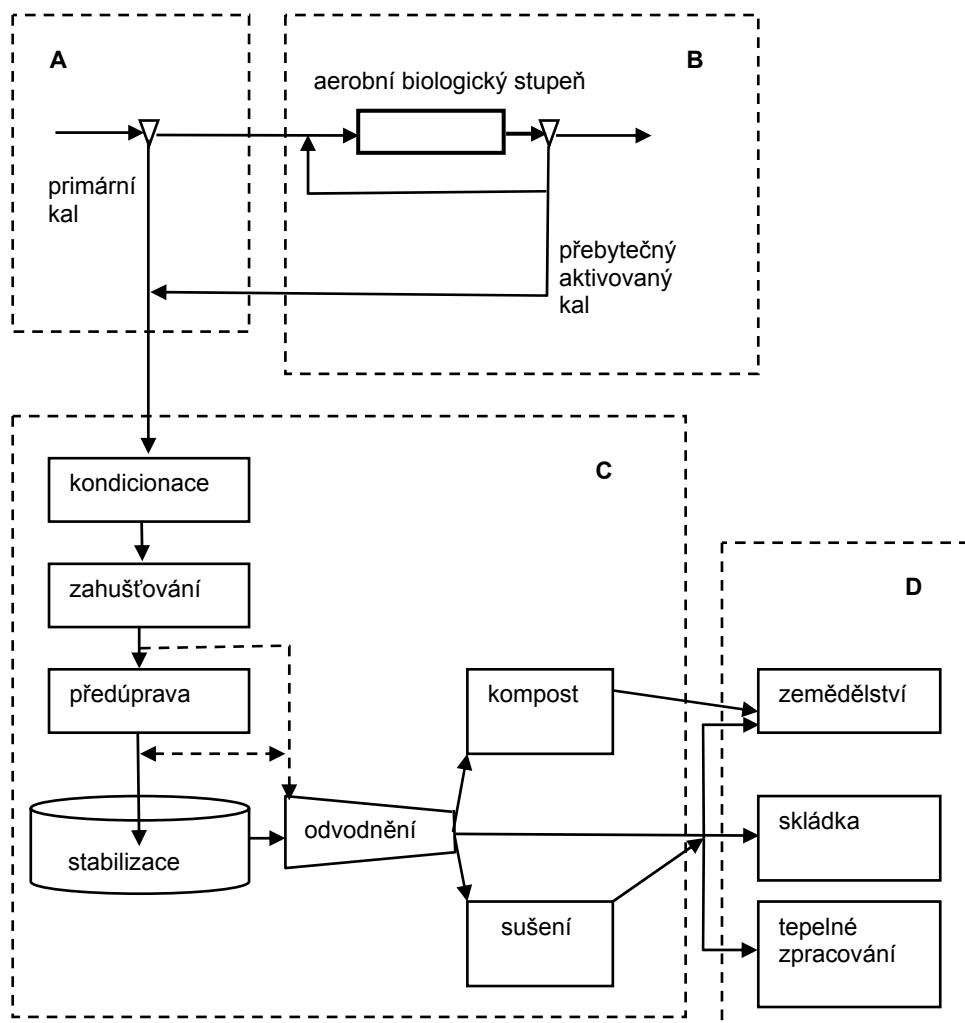 A
B
aerobní biologický stupeň
primární
kal
přebytečný
aktivovaný
kal
C
kondicionace
zahušťování
D
předúprava
kompost
zemědělství
odvodnění
skládka
stabilizace
sušení
tepelné
zpracování